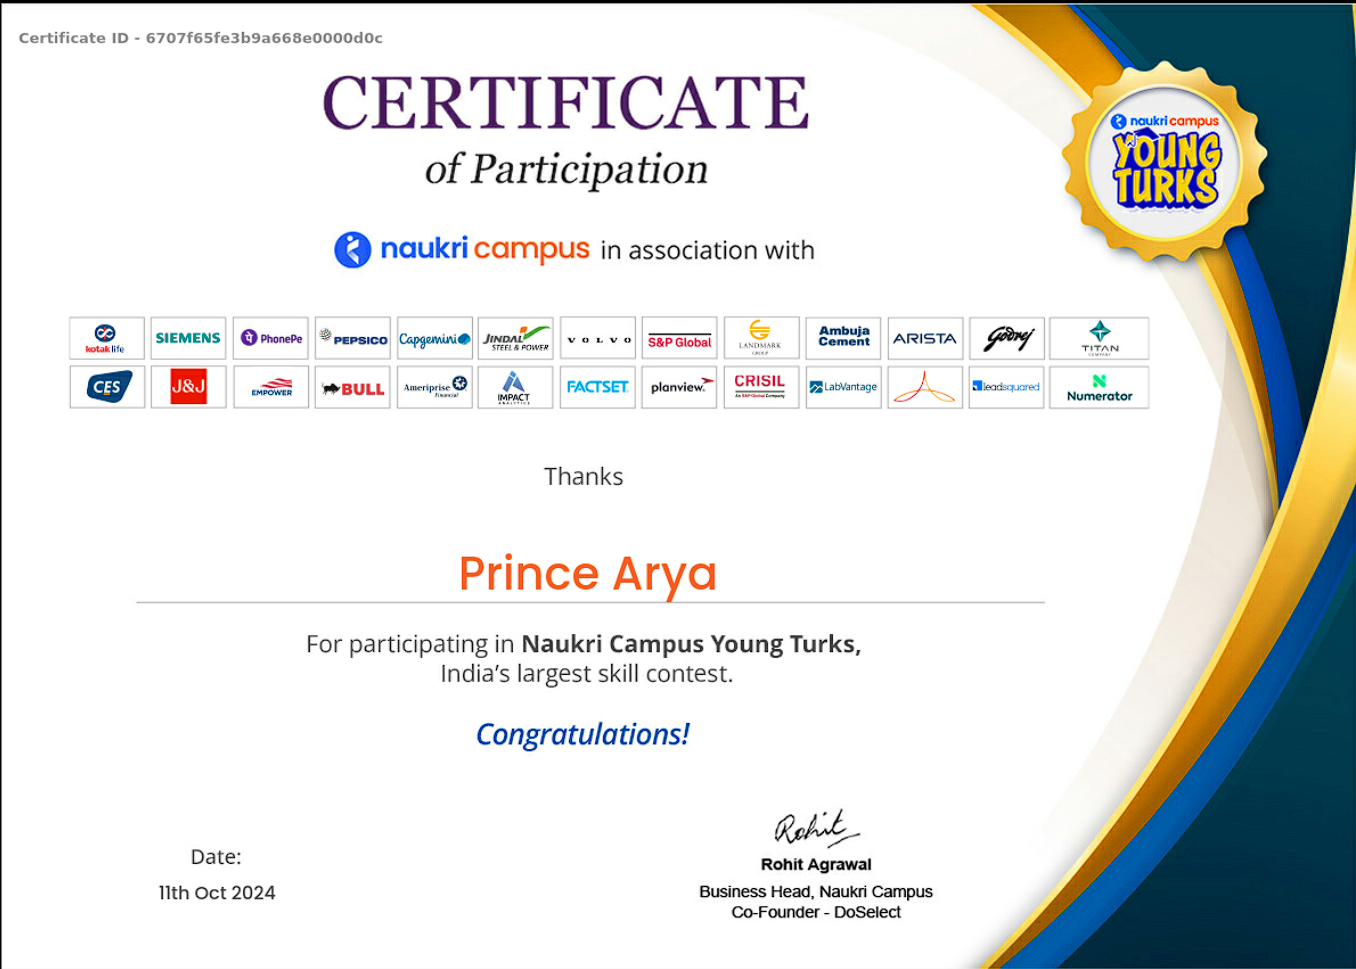 Certificate ID - 6707f65fe3b9a668e0000d0c
CERTIFICATE
of Participation
naukri campus
YOUNG
TURKS
naukri campus in association with
kotak life
SIEMENS
PhonePe
PEPSICO
Capgemini
JINDAL
STEEL & POWER
VOLVO
S&P Global
LANDMARK
GROUP
Ambuja
Cement
ARISTA
Godrej
TITAN
COMPANY
CES
J&J
EMPOWER
BULL
Ameriprise
Financial
IMPACT
ANALYTICS
FACTSET
planview
CRISIL
An S&P Global Company
LabVantage
leadsquared
Numerator
Thanks
Prince Arya
For participating in Naukri Campus Young Turks,
India’s largest skill contest.
Congratulations!
Rohit
Rohit Agrawal
Business Head, Naukri Campus
Co-Founder - DoSelect
Date:
11th Oct 2024